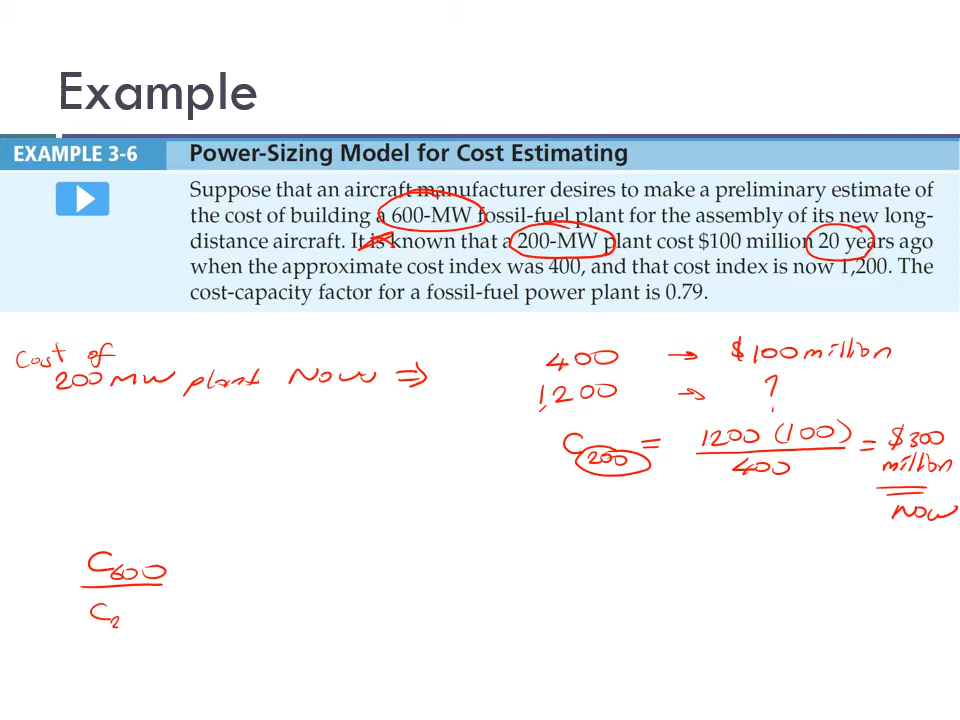 Example
EXAMPLE 3-6 Power-Sizing Model for Cost Estimating
Suppose that an aircraft manufacturer desires to make a preliminary estimate of
the cost of building a 600-MW fossil-fuel plant for the assembly of its new long-
distance aircraft. It is known that a 200-MW plant cost $100 million 20 years ago
when the approximate cost index was 400, and that cost index is now 1,200. The
cost-capacity factor for a fossil-fuel power plant is 0.79.
Cost of
200 MW plant Now ⇒
400 → $100 million
1,200 → ?
C200 = 1200 (100) / 400 = $300
million
Now
C600
C2